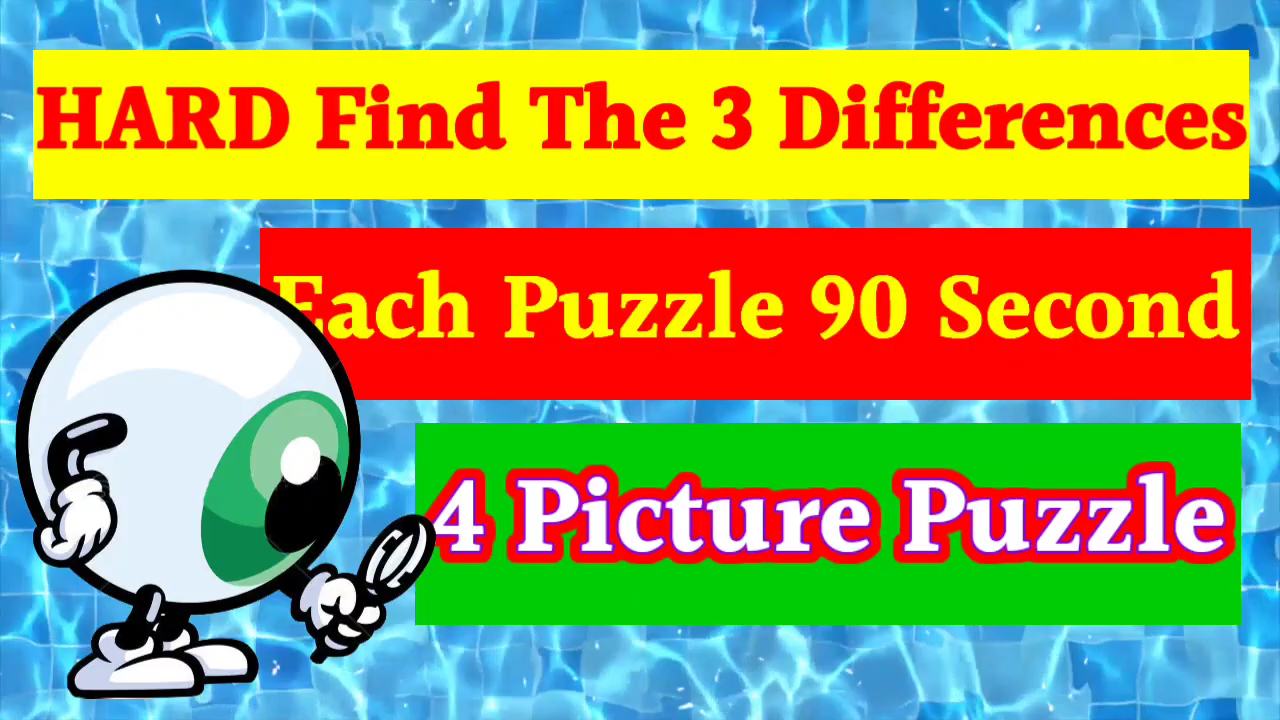 HARD Find The 3 Differences
Each Puzzle 90 Second
4 Picture Puzzle